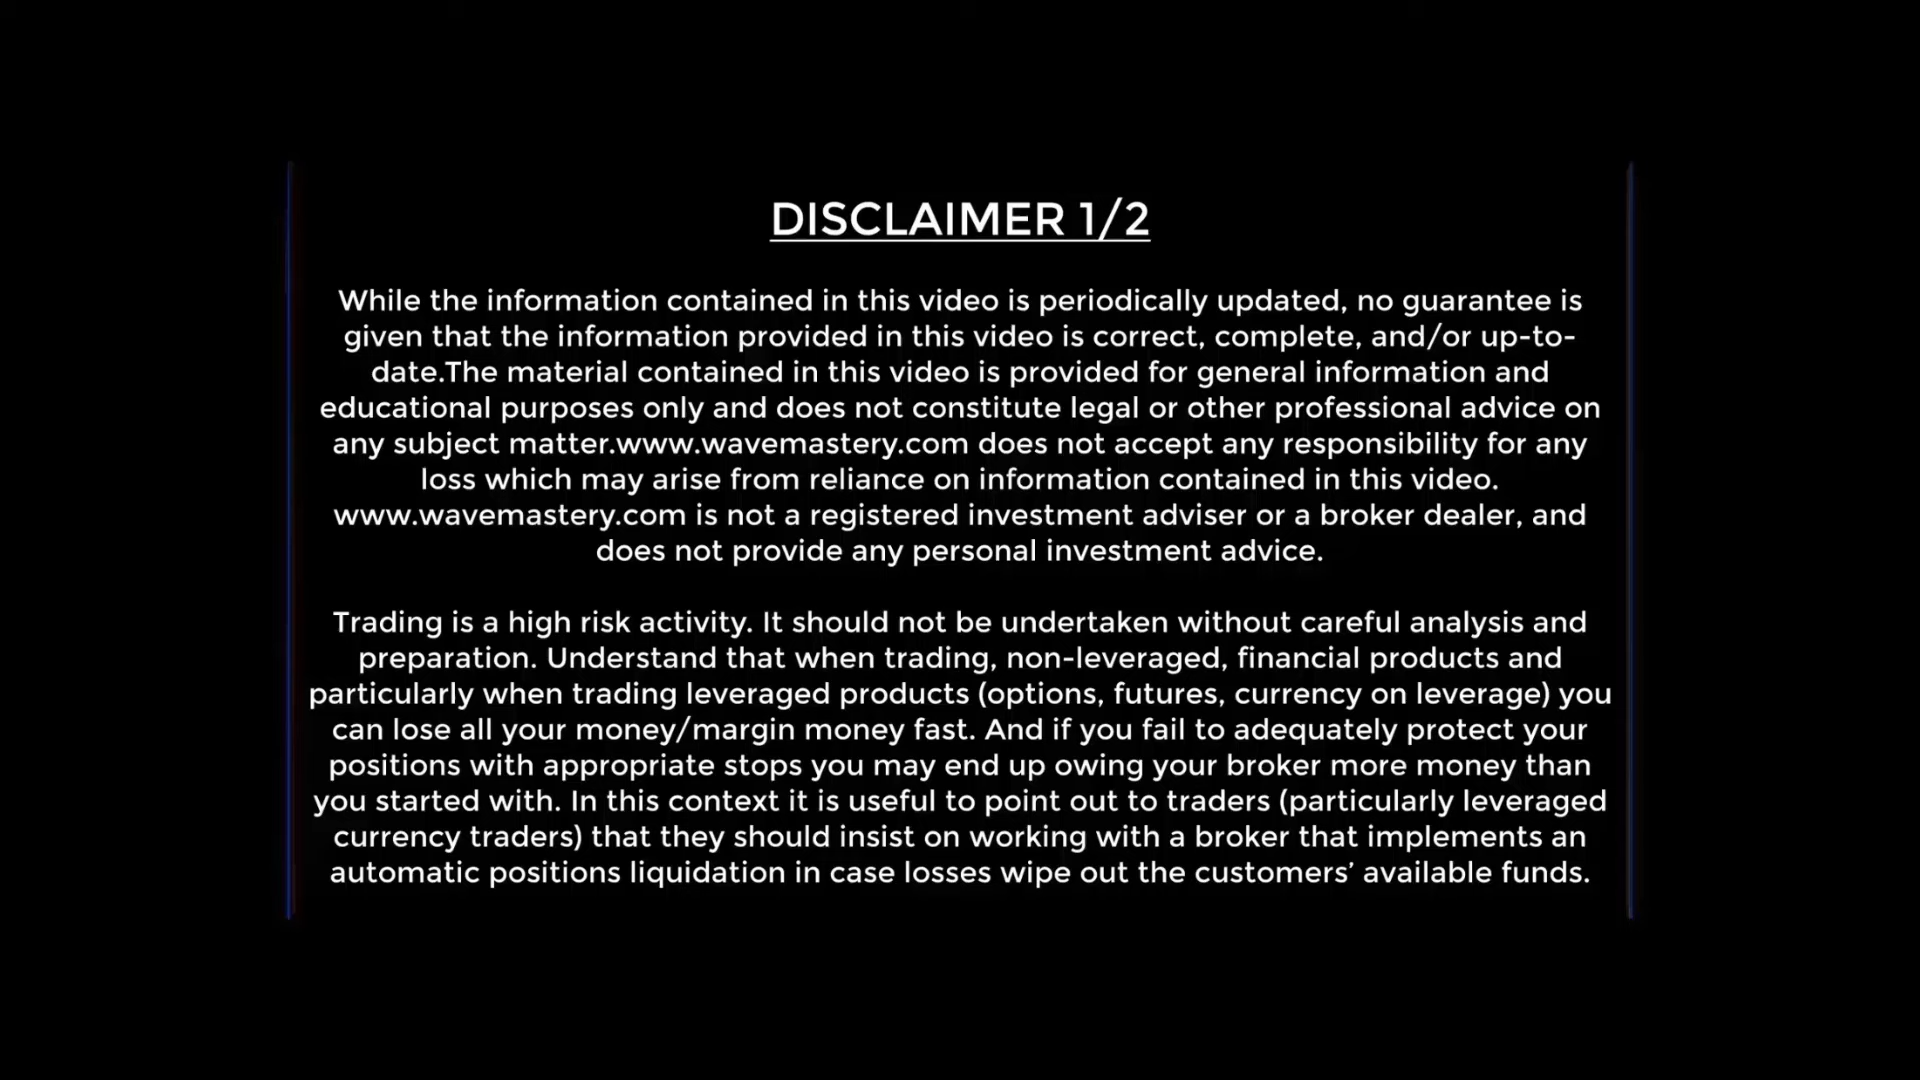 DISCLAIMER 1/2
While the information contained in this video is periodically updated, no guarantee is
given that the information provided in this video is correct, complete, and/or up-to-
date.The material contained in this video is provided for general information and
educational purposes only and does not constitute legal or other professional advice on
any subject matter.www.wavemastery.com does not accept any responsibility for any
loss which may arise from reliance on information contained in this video.
www.wavemastery.com is not a registered investment adviser or a broker dealer, and
does not provide any personal investment advice.
Trading is a high risk activity. It should not be undertaken without careful analysis and
preparation. Understand that when trading, non-leveraged, financial products and
particularly when trading leveraged products (options, futures, currency on leverage) you
can lose all your money/margin money fast. And if you fail to adequately protect your
positions with appropriate stops you may end up owing your broker more money than
you started with. In this context it is useful to point out to traders (particularly leveraged
currency traders) that they should insist on working with a broker that implements an
automatic positions liquidation in case losses wipe out the customers’ available funds.